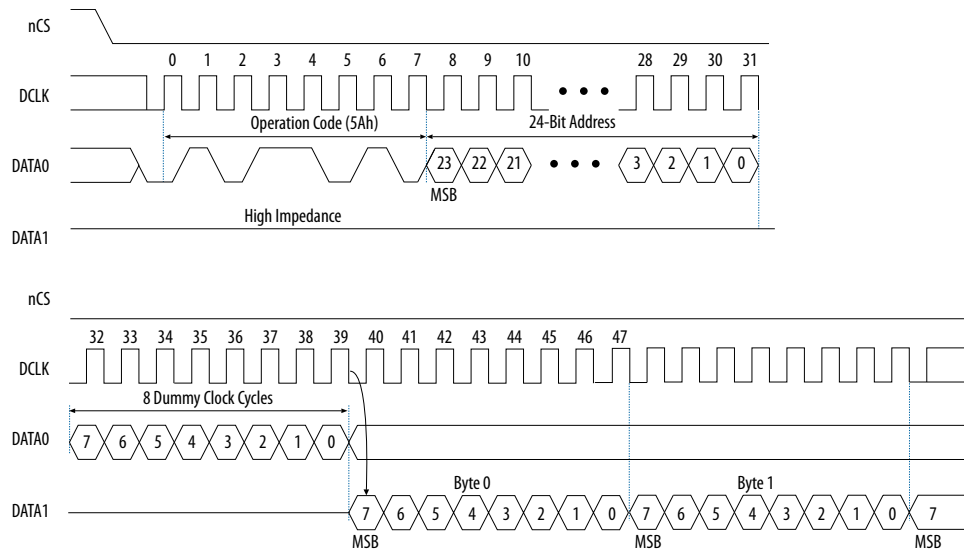 nCS
0 1 2 3 4 5 6 7 8 9 10 28 29 30 31
DCLK
Operation Code (5Ah) 24-Bit Address
DATA0 23 22 21 3 2 1 0
MSB
High Impedance
DATA1
nCS
32 33 34 35 36 37 38 39 40 41 42 43 44 45 46 47
DCLK
8 Dummy Clock Cycles
DATA0 7 6 5 4 3 2 1 0
Byte 0 Byte 1
DATA1 7 6 5 4 3 2 1 0 7 6 5 4 3 2 1 0 7
MSB MSB MSB